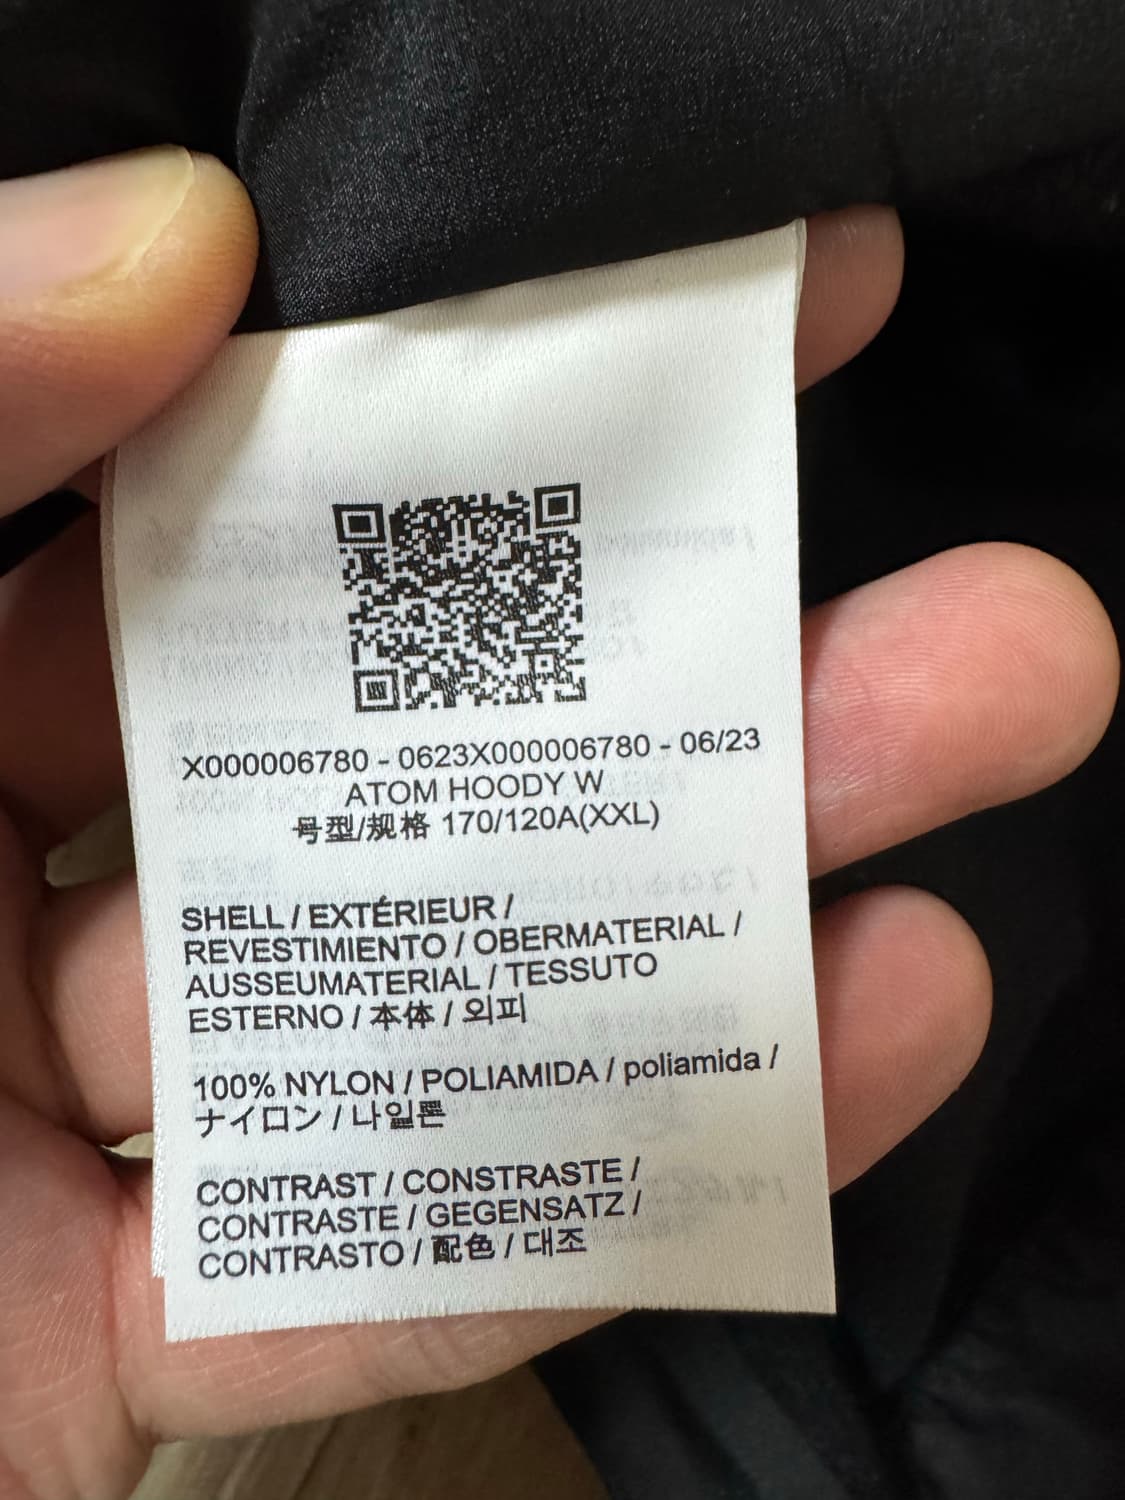 X000006780 - 0623X000006780 - 06/23
ATOM HOODY W
号型/规格 170/120A(XXL)
SHELL / EXTÉRIEUR /
REVESTIMIENTO / OBERMATERIAL /
AUSSEUMATERIAL / TESSUTO
ESTERNO / 本体 / 외피
100% NYLON / POLIAMIDA / poliamida /
ナイロン / 나일론
CONTRAST / CONSTRASTE /
CONTRASTE / GEGENSATZ /
CONTRASTO / 配色 / 대조